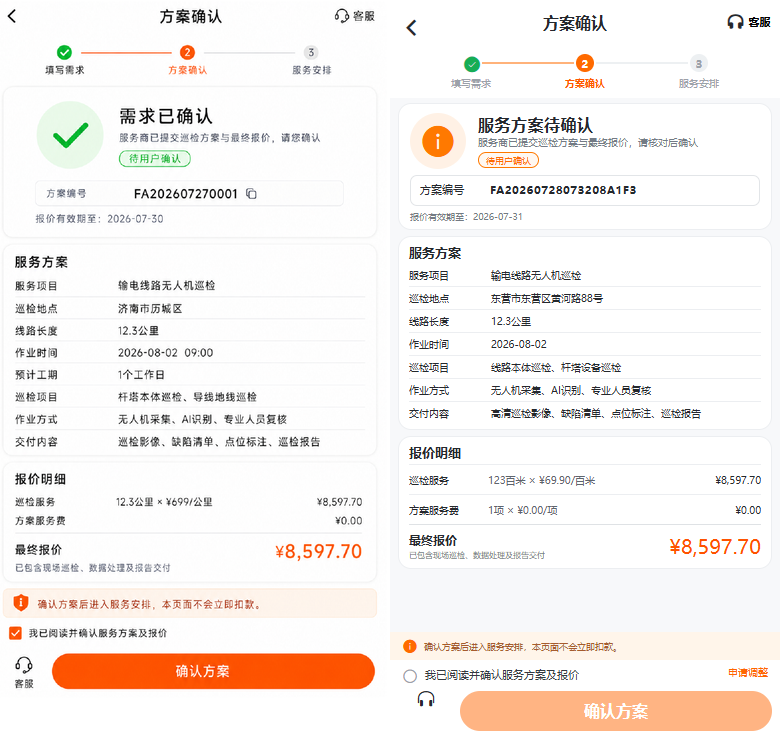 方案确认
客服
2
3
填写需求
方案确认
服务安排
需求已确认
服务商已提交巡检方案与最终报价，请您确认
待用户确认
方案编号 FA202607270001
报价有效期至：2026-07-30
服务方案
服务项目 输电线路无人机巡检
巡检地点 济南市历城区
线路长度 12.3公里
作业时间 2026-08-02 09:00
预计工期 1个工作日
巡检项目 杆塔本体巡检、导线地线巡检
作业方式 无人机采集、AI识别、专业人员复核
交付内容 巡检影像、缺陷清单、点位标注、巡检报告
报价明细
巡检服务 12.3公里 × ¥699/公里 ¥8,597.70
方案服务费 ¥0.00
最终报价 ¥8,597.70
已包含现场巡检、数据处理及报告交付
确认方案后进入服务安排，本页面不会立即扣款。
我已阅读并确认服务方案及报价
客服
确认方案
方案确认
客服
2
3
填写需求
方案确认
服务安排
服务方案待确认
服务商已提交巡检方案与最终报价，请核对后确认
待用户确认
方案编号 FA20260728073208A1F3
报价有效期至：2026-07-31
服务方案
服务项目 输电线路无人机巡检
巡检地点 东营市东营区黄河路88号
线路长度 12.3公里
作业时间 2026-08-02
巡检项目 线路本体巡检、杆塔设备巡检
作业方式 无人机采集、AI识别、专业人员复核
交付内容 高清巡检影像、缺陷清单、点位标注、巡检报告
报价明细
巡检服务 123百米 × ¥69.90/百米 ¥8,597.70
方案服务费 1项 × ¥0.00/项 ¥0.00
最终报价 ¥8,597.70
已包含现场巡检、数据处理及报告交付
确认方案后进入服务安排，本页面不会立即扣款。
我已阅读并确认服务方案及报价
申请调整
确认方案